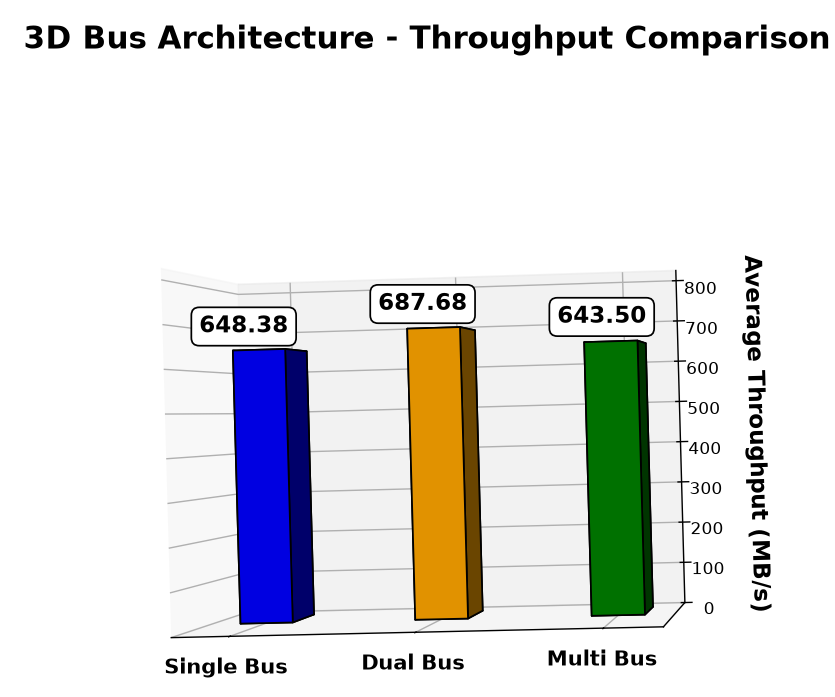 3D Bus Architecture - Throughput Comparison
648.38
687.68
643.50
800
700
600
500
400
300
200
100
0
Average Throughput (MB/s)
Single Bus
Dual Bus
Multi Bus